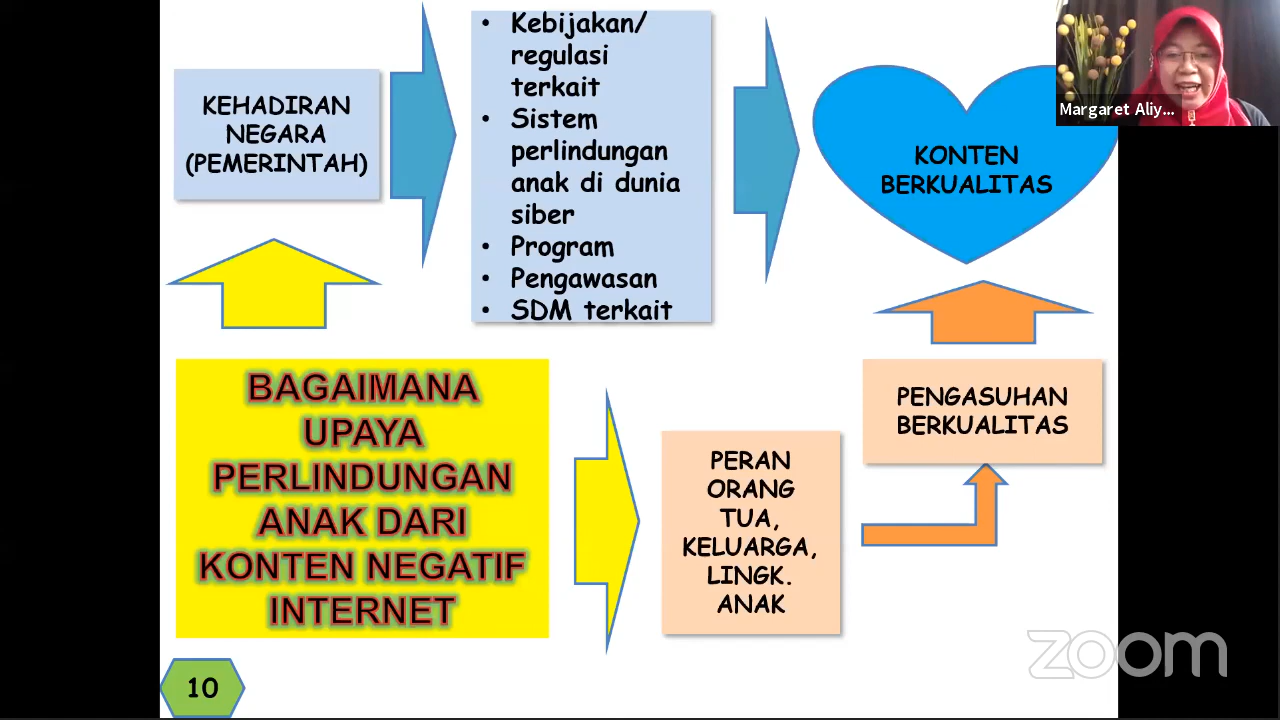 KEHADIRAN
NEGARA
(PEMERINTAH)
• Kebijakan/
regulasi
terkait
• Sistem
perlindungan
anak di dunia
siber
• Program
• Pengawasan
• SDM terkait
KONTEN
BERKUALITAS
Margaret Aliy...
BAGAIMANA
UPAYA
PERLINDUNGAN
ANAK DARI
KONTEN NEGATIF
INTERNET
PERAN
ORANG
TUA,
KELUARGA,
LINGK.
ANAK
PENGASUHAN
BERKUALITAS
10
zoom